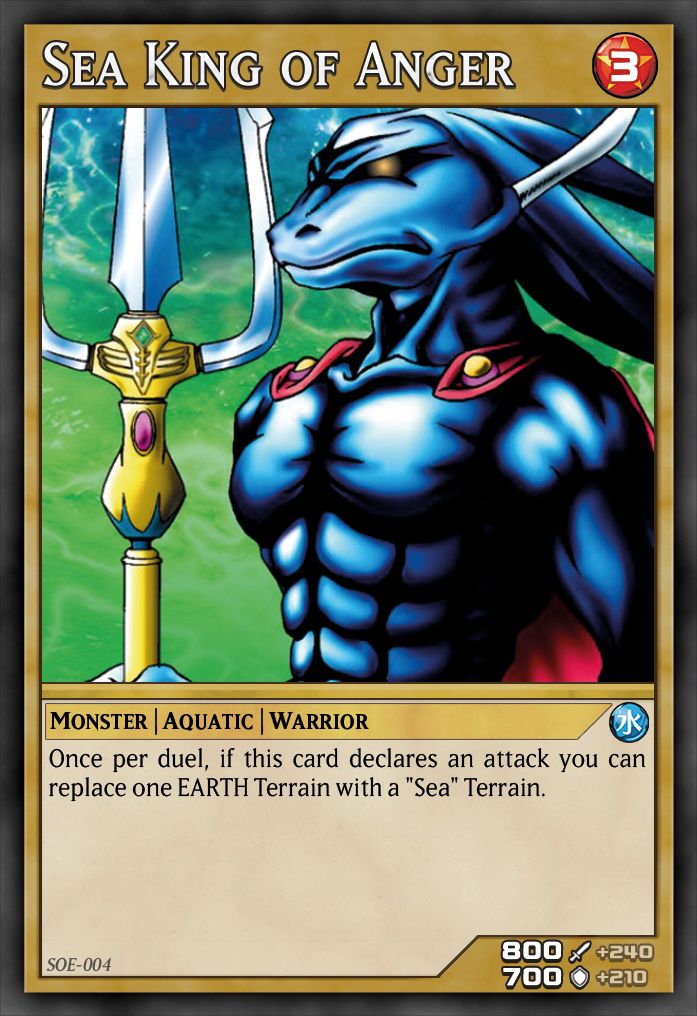 Sea King of Anger
3
Monster | Aquatic | Warrior
水
Once per duel, if this card declares an attack you can
replace one EARTH Terrain with a "Sea" Terrain.
800 +240
SOE-004
700 +210